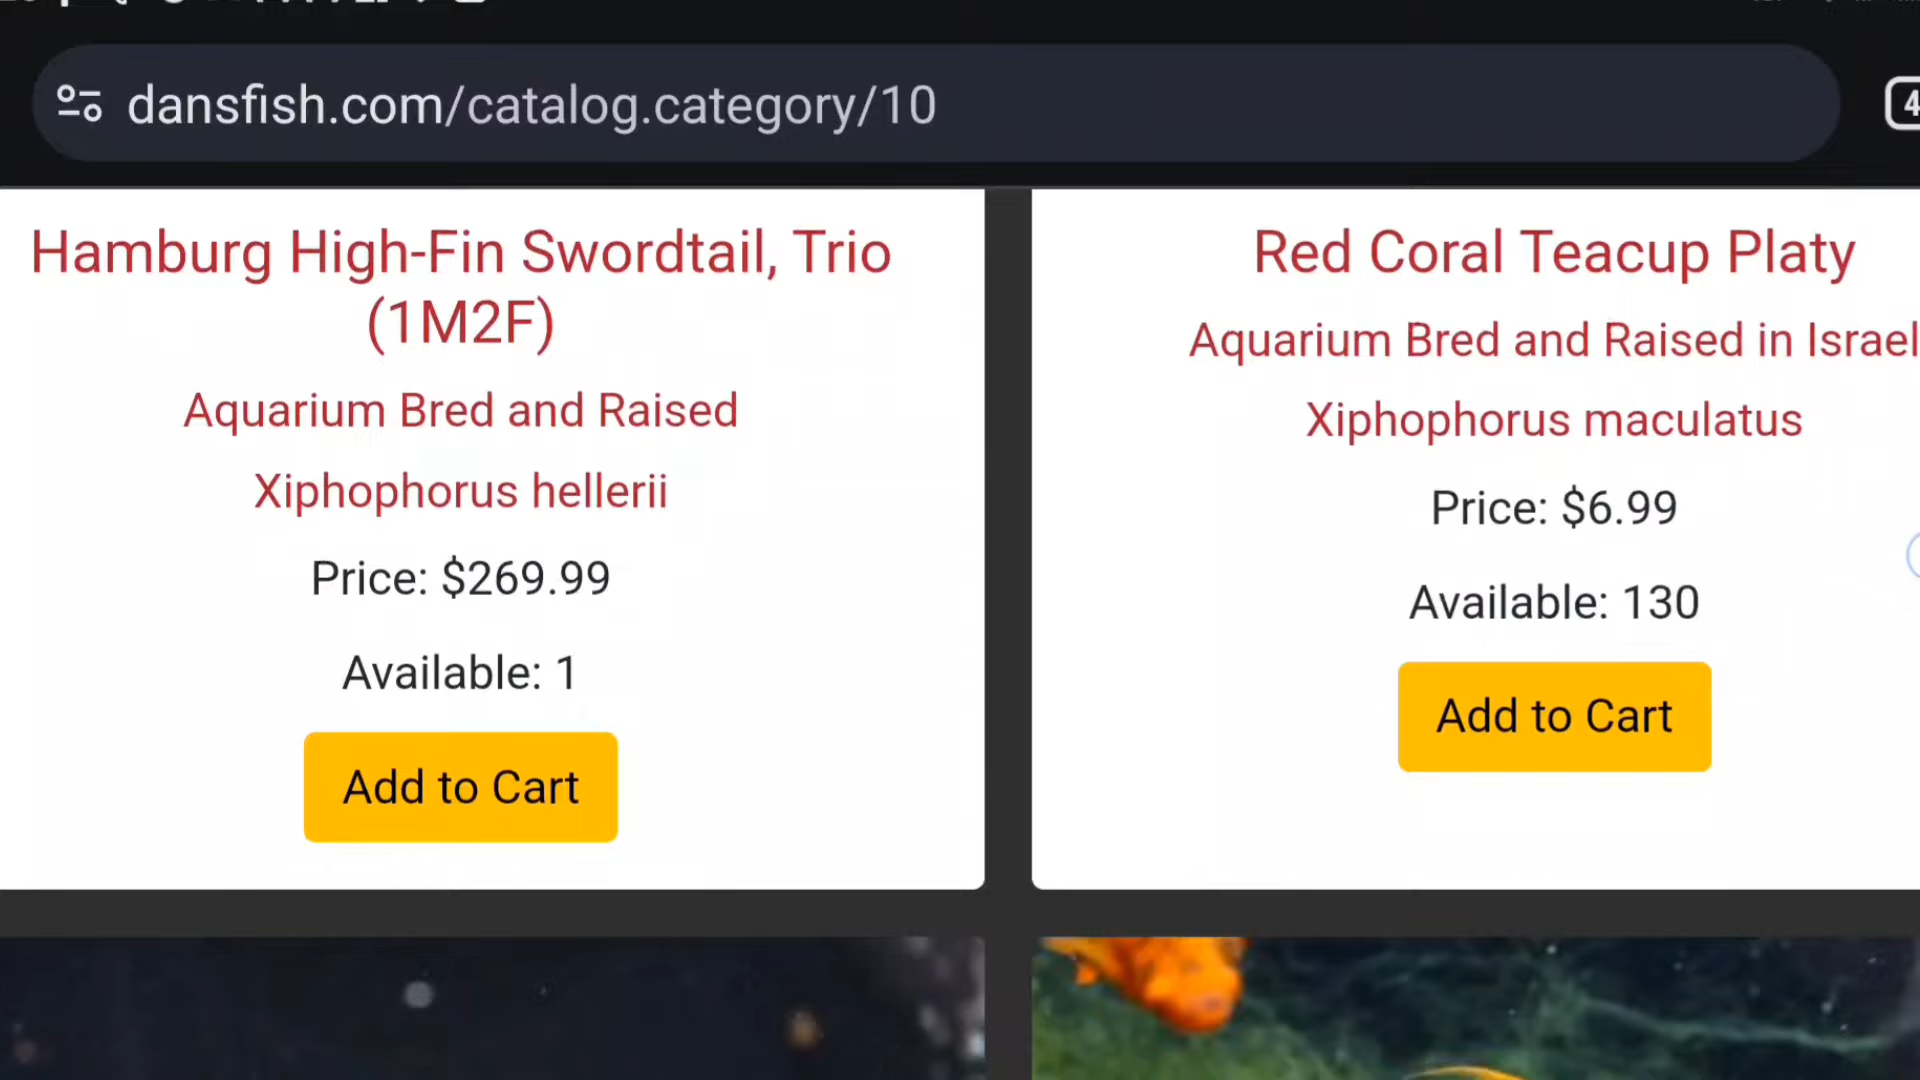 dansfish.com/catalog.category/10
4
Hamburg High-Fin Swordtail, Trio
(1M2F)
Aquarium Bred and Raised
Xiphophorus hellerii
Price: $269.99
Available: 1
Add to Cart
Red Coral Teacup Platy
Aquarium Bred and Raised in Israel
Xiphophorus maculatus
Price: $6.99
Available: 130
Add to Cart